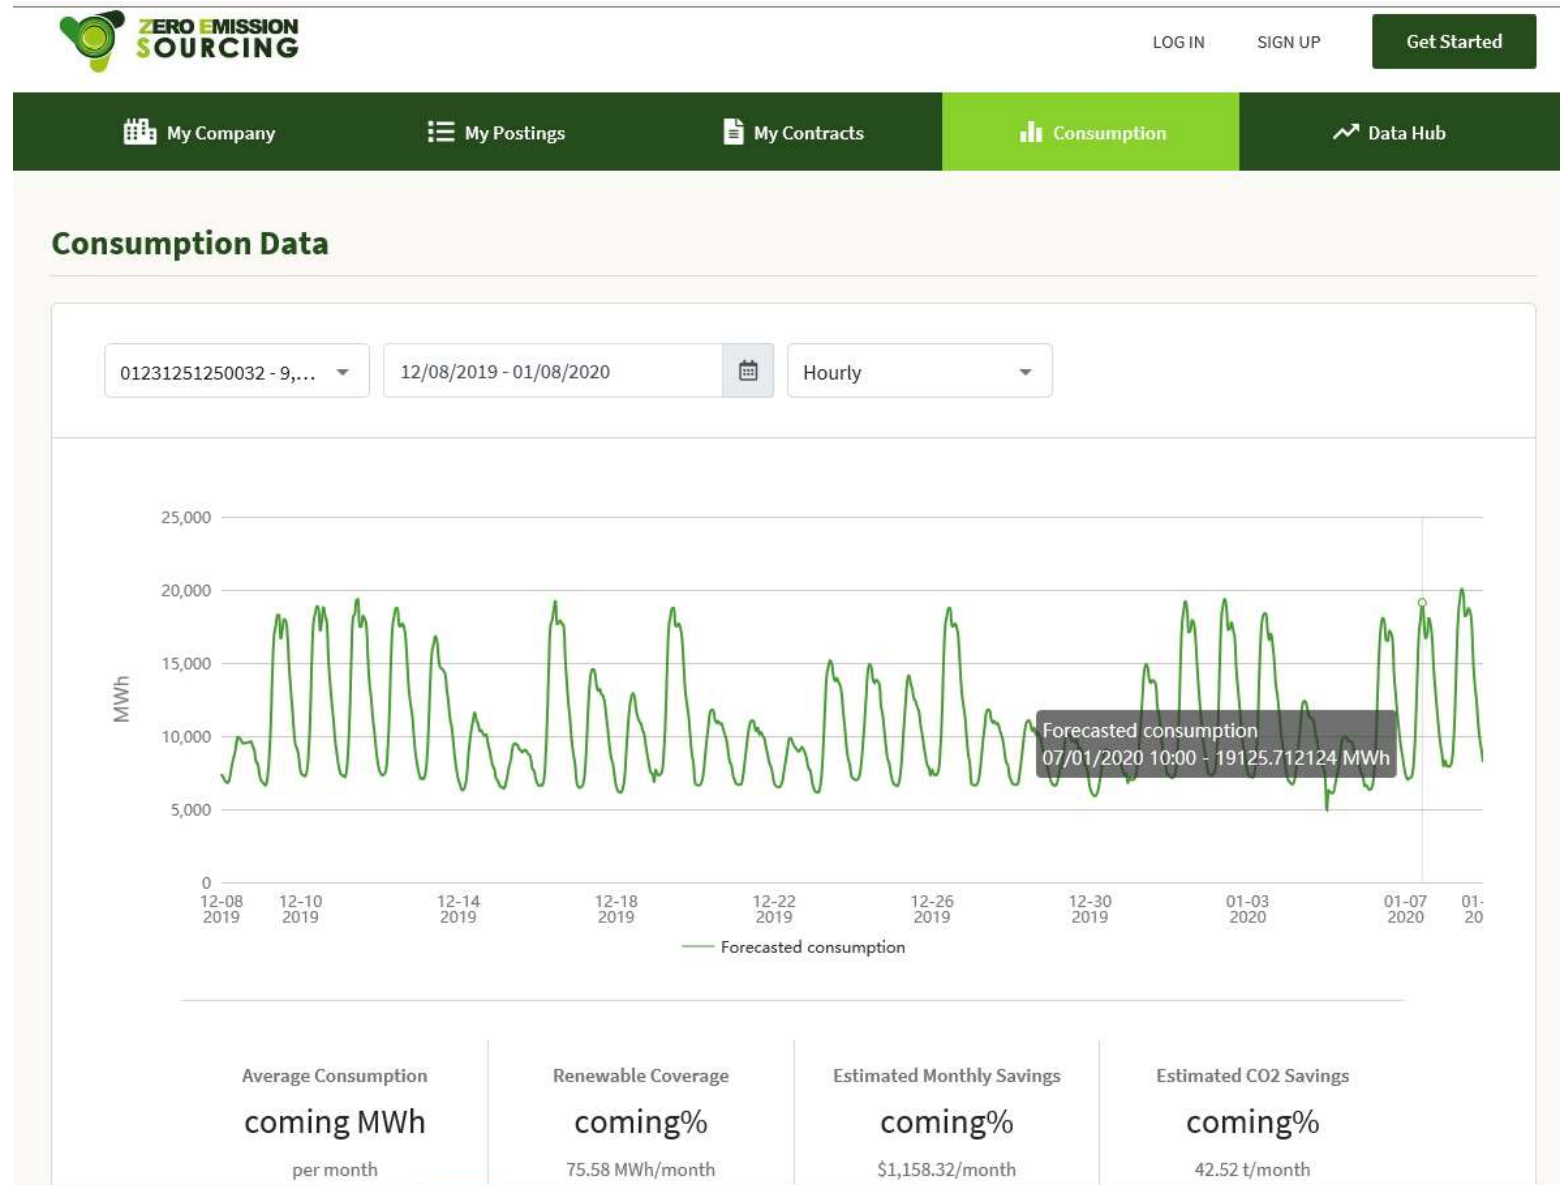 ZERO EMISSION
SOURCING
LOG IN
SIGN UP
Get Started
My Company
My Postings
My Contracts
Consumption
Data Hub
Consumption Data
01231251250032 - 9,...
12/08/2019 - 01/08/2020
Hourly
25,000
20,000
15,000
10,000
5,000
0
MWh
Forecasted consumption
07/01/2020 10:00 - 19125.712124 MWh
12-08
2019
12-10
2019
12-14
2019
12-18
2019
12-22
2019
12-26
2019
12-30
2019
01-03
2020
01-07
2020
01-
20
Forecasted consumption
Average Consumption
coming MWh
per month
Renewable Coverage
coming%
75.58 MWh/month
Estimated Monthly Savings
coming%
$1,158.32/month
Estimated CO2 Savings
coming%
42.52 t/month